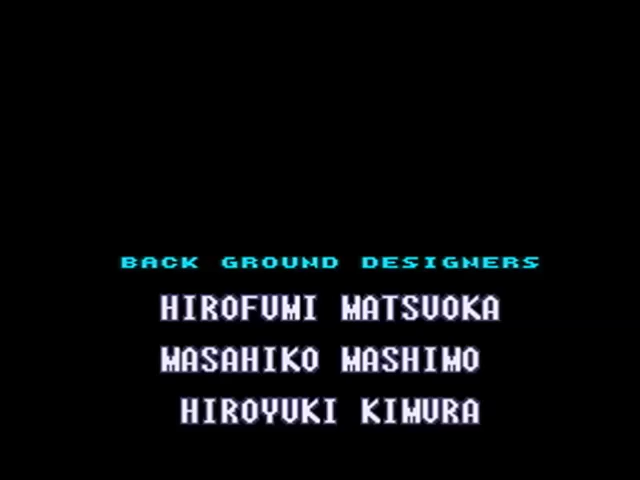 BACK GROUND DESIGNERS
HIROFUMI MATSUOKA
MASAHIKO MASHIMO
HIROYUKI KIMURA